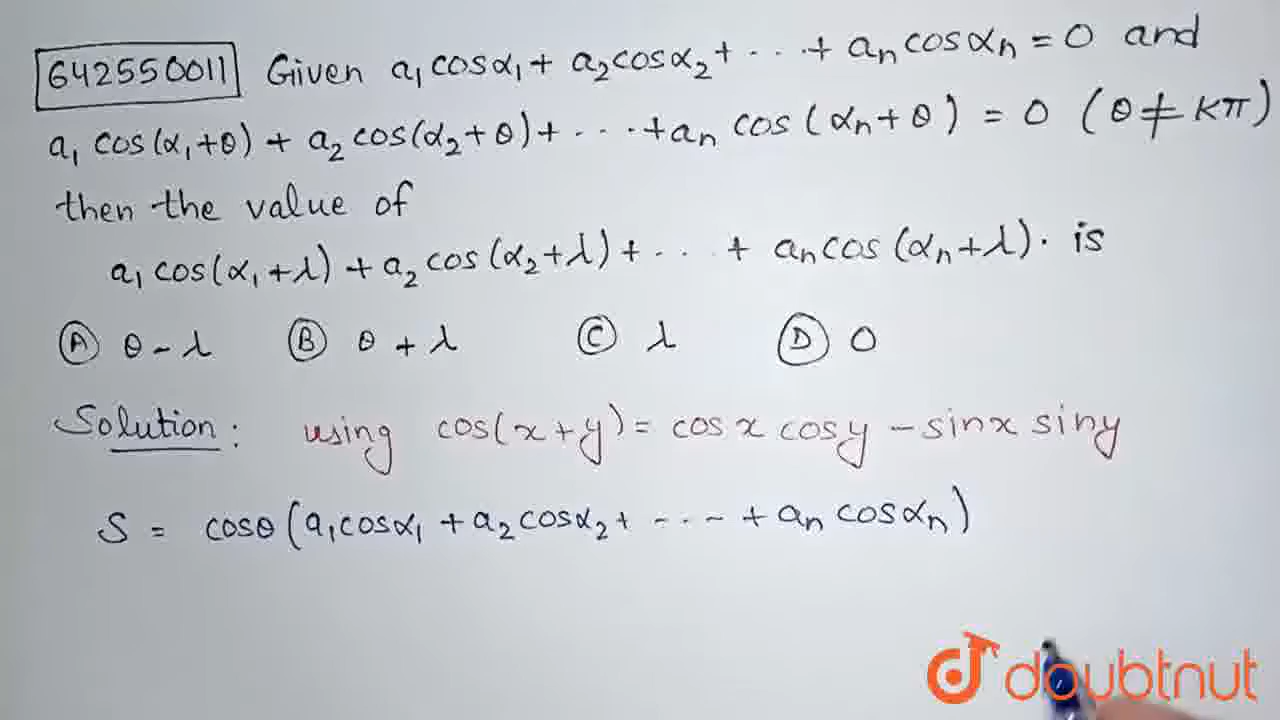 642550011 Given a₁cosα₁ + a₂cosα₂ + ... + aₙ cosαₙ = 0 and
a₁ cos(α₁+θ) + a₂ cos(α₂+θ) + ... + aₙ cos (αₙ+θ) = 0 (θ ≠ kπ)
then the value of
a₁ cos(α₁+λ) + a₂ cos(α₂+λ) + ... + aₙ cos (αₙ+λ). is
Ⓐ θ - λ Ⓑ θ + λ Ⓒ λ Ⓓ 0
Solution: using cos(x+y) = cos x cos y - sin x sin y
S = cosθ (a₁cosα₁ + a₂cosα₂ + ---- + aₙ cosαₙ)
doubtnut